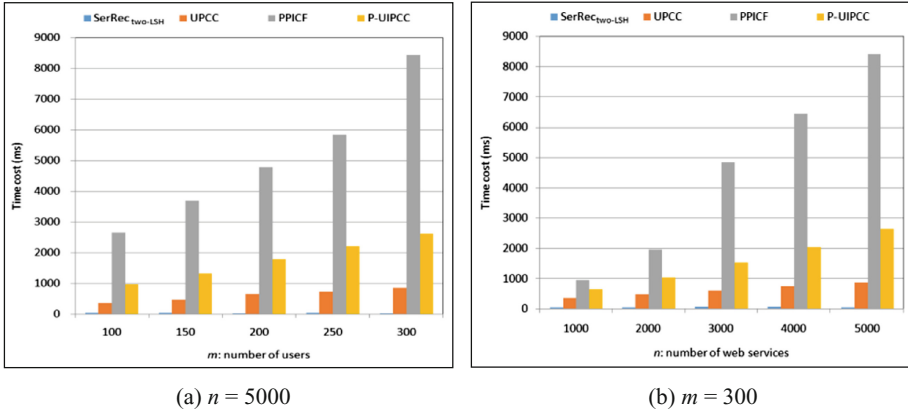 SerRec two-LSH UPCC PPICF P-UIPCC
9000
8000
7000
6000
5000
4000
3000
2000
1000
0
Time cost (ms)
100 150 200 250 300
m: number of users
(a) n = 5000
SerRec two-LSH UPCC PPICF P-UIPCC
9000
8000
7000
6000
5000
4000
3000
2000
1000
0
Time cost (ms)
1000 2000 3000 4000 5000
n: number of web services
(b) m = 300